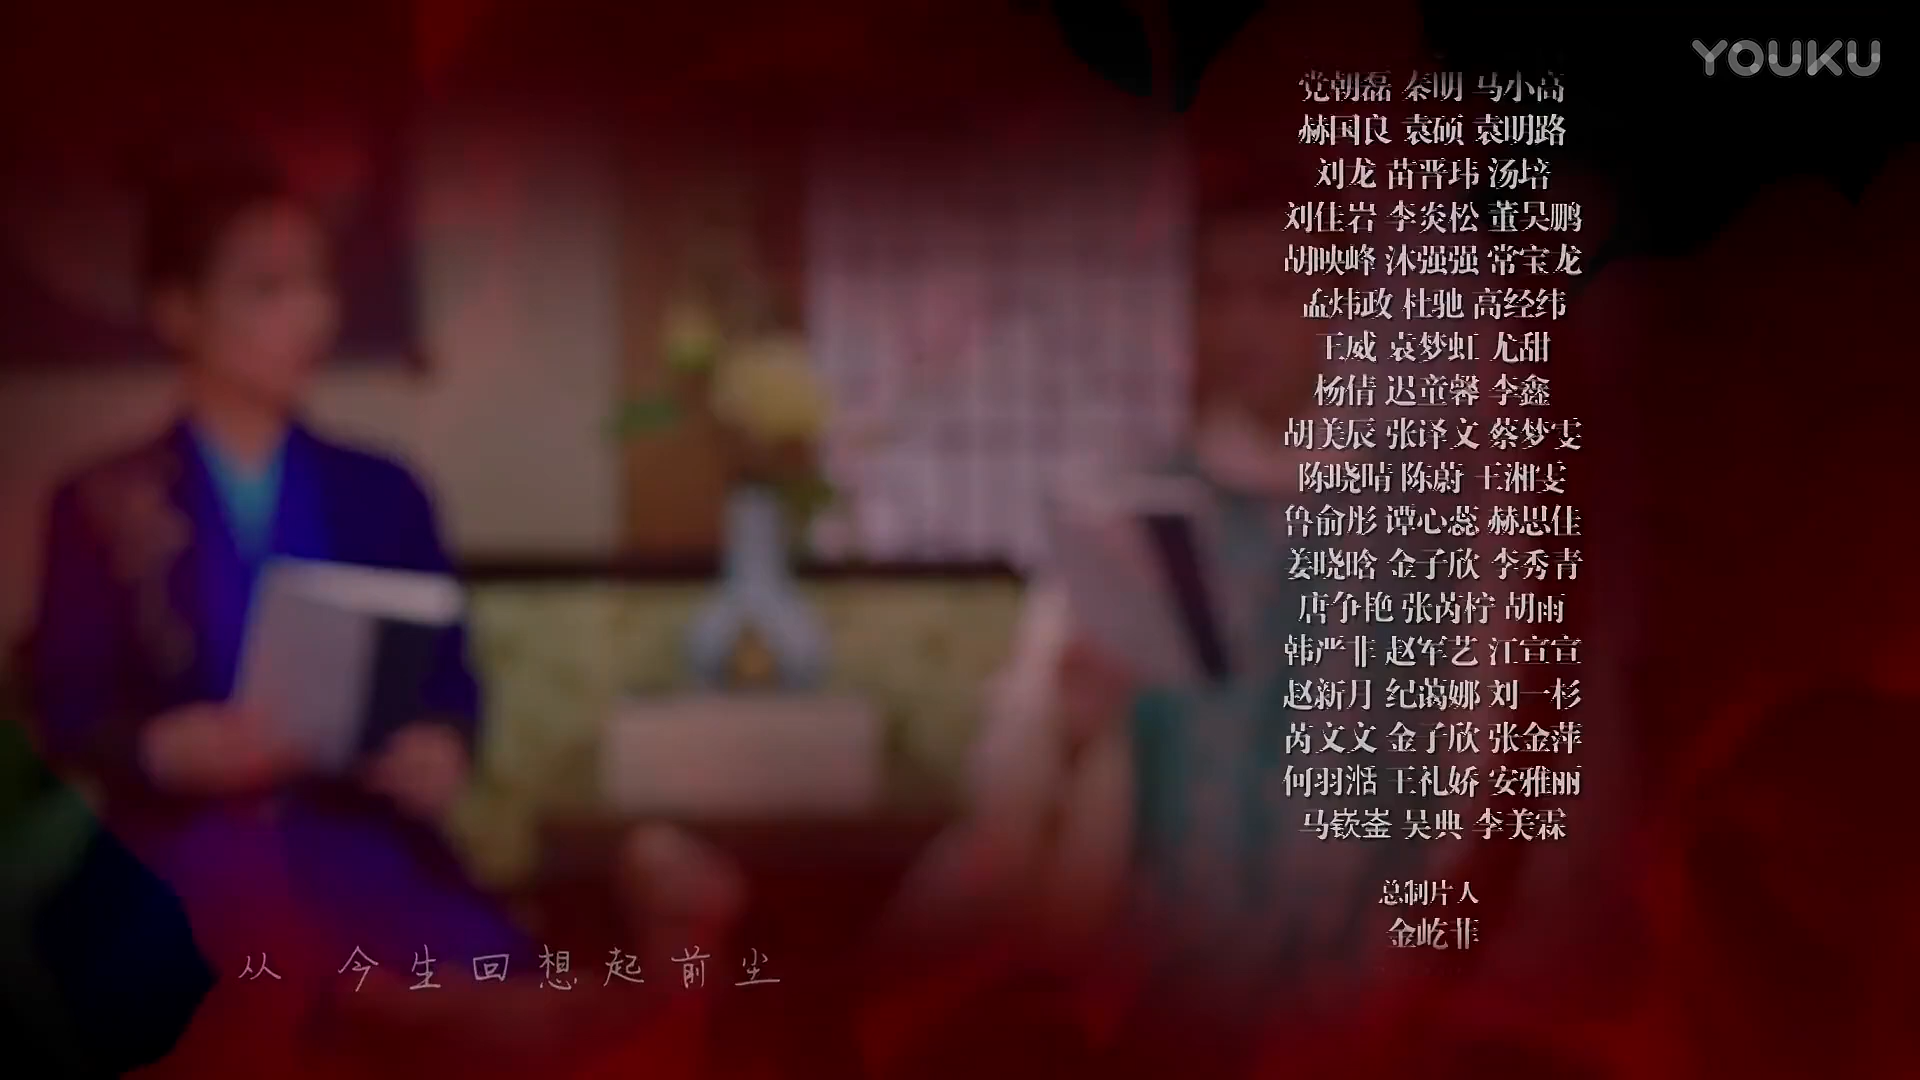 YOUKU
党朝磊 秦明 马小高
赫国良 袁硕 袁明路
刘龙 苗晋玮 汤培
刘佳岩 李炎松 董昊鹏
胡映峰 沐强强 常宝龙
孟炜政 杜驰 高经纬
王威 袁梦虹 尤甜
杨倩 迟童馨 李鑫
胡美辰 张译文 蔡梦雯
陈晓晴 陈蔚 王湘雯
鲁俞彤 谭心蕊 赫思佳
姜晓晗 金子欣 李秀青
唐争艳 张芮柠 胡雨
韩严非 赵军艺 江宣宣
赵新月 纪蔼娜 刘一杉
芮文文 金子欣 张金萍
何羽湉 王礼娇 安雅丽
马嵚崟 吴典 李美霖
总制片人
金屹菲
从 今生回想起前尘